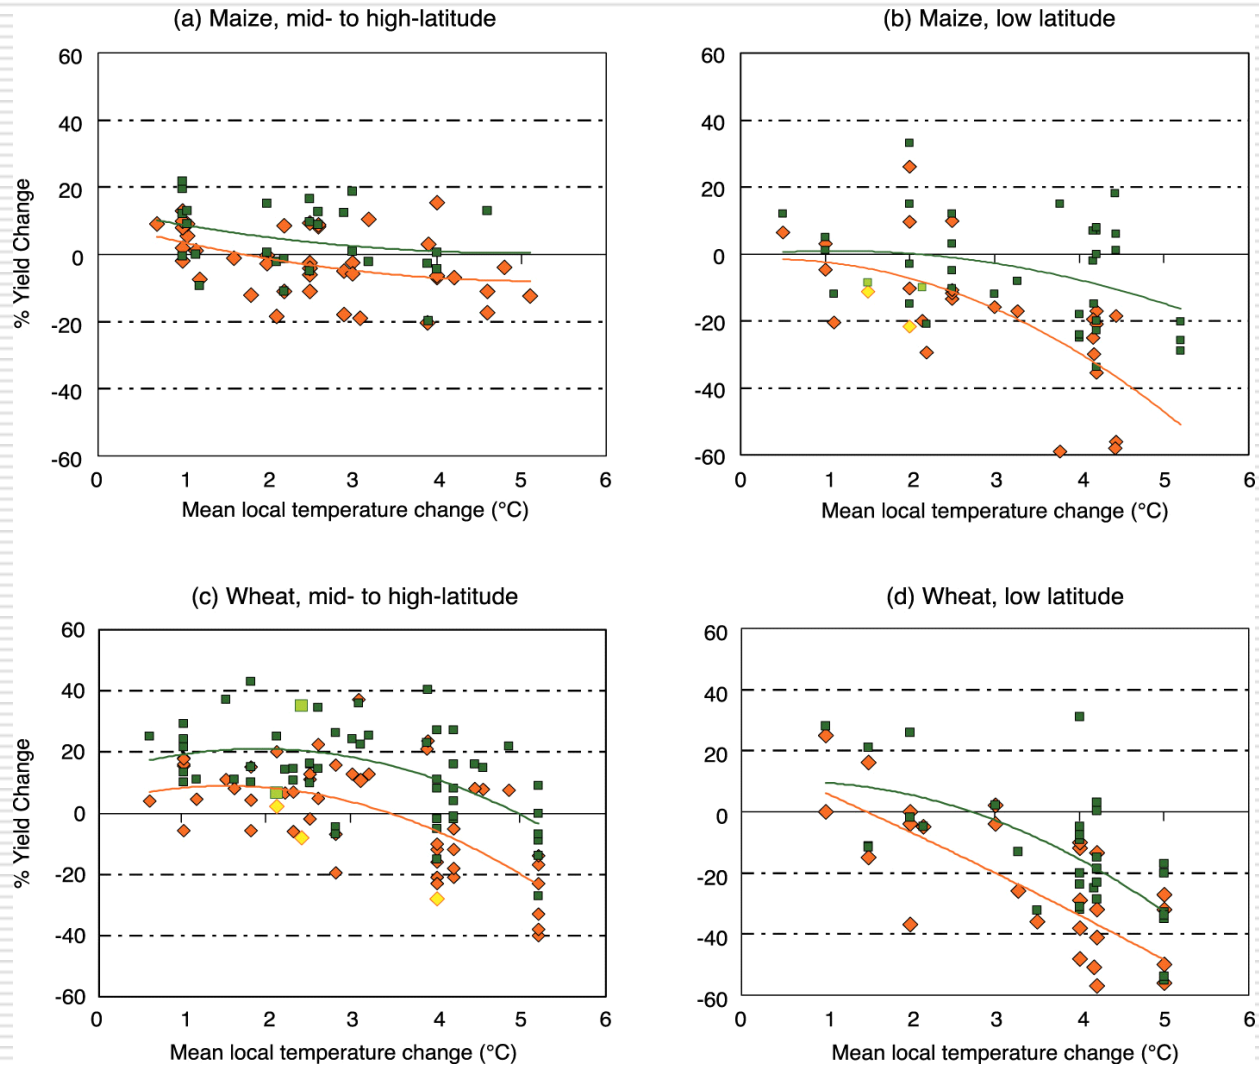 (a) Maize, mid- to high-latitude
60
40
20
0
-20
-40
-60
% Yield Change
0 1 2 3 4 5 6
Mean local temperature change (°C)
(b) Maize, low latitude
60
40
20
0
-20
-40
-60
0 1 2 3 4 5 6
Mean local temperature change (°C)
(c) Wheat, mid- to high-latitude
60
40
20
0
-20
-40
-60
% Yield Change
0 1 2 3 4 5 6
Mean local temperature change (°C)
(d) Wheat, low latitude
60
40
20
0
-20
-40
-60
0 1 2 3 4 5 6
Mean local temperature change (°C)